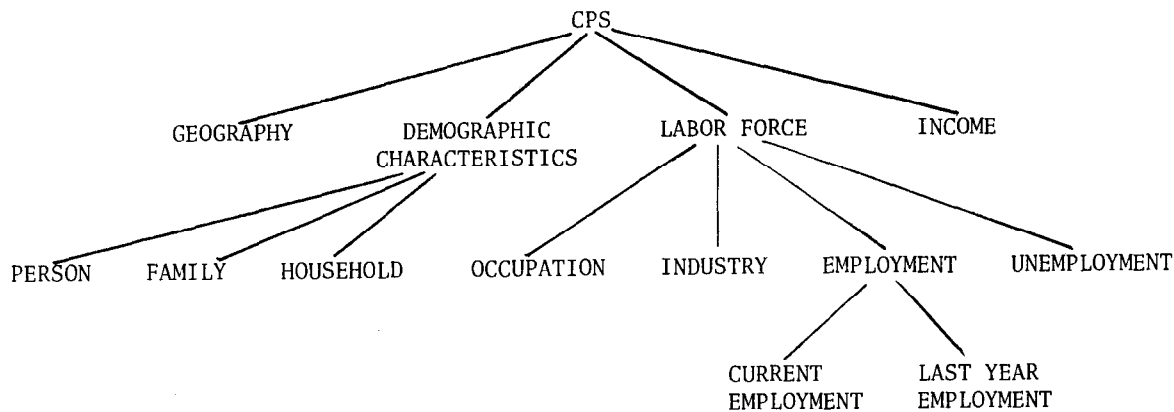 CPS
GEOGRAPHY
DEMOGRAPHIC
CHARACTERISTICS
LABOR FORCE
INCOME
PERSON
FAMILY
HOUSEHOLD
OCCUPATION
INDUSTRY
EMPLOYMENT
UNEMPLOYMENT
CURRENT
EMPLOYMENT
LAST YEAR
EMPLOYMENT